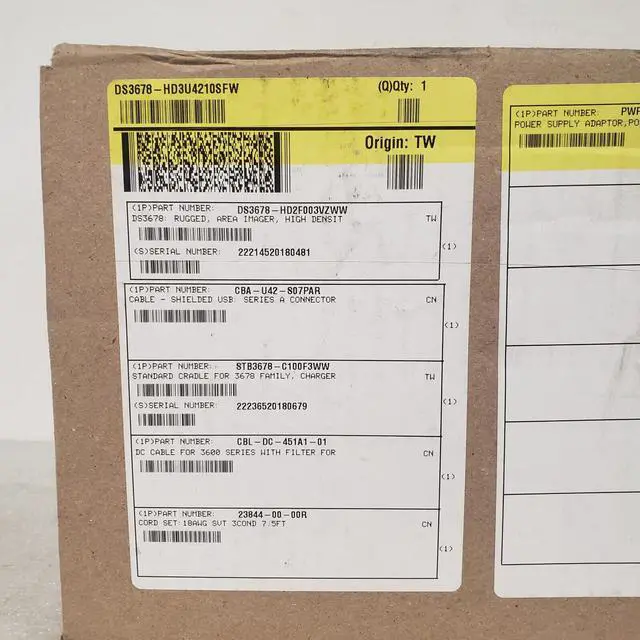 DS3678-HD3U4210SFW (Q)Qty: 1
Origin: TW
(1P)PART NUMBER: DS3678-HD2F003VZWW
DS3678: RUGGED, AREA IMAGER, HIGH DENSIT TW
(1)
(S)SERIAL NUMBER: 22214520180481
(1P)PART NUMBER: CBA-U42-S07PAR
CABLE - SHIELDED USB: SERIES A CONNECTOR CN
(1)
(1P)PART NUMBER: STB3678-C100F3WW
STANDARD CRADLE FOR 3678 FAMILY, CHARGER TW
(1)
(S)SERIAL NUMBER: 22236520180679
(1P)PART NUMBER: CBL-DC-451A1-01
DC CABLE FOR 3600 SERIES WITH FILTER FOR CN
(1)
(1P)PART NUMBER: 23844-00-00R
CORD SET: 18AWG SVT 3COND 7.5FT CN
(1)
(1P)PART NUMBER: PWR
POWER SUPPLY ADAPTOR,PO